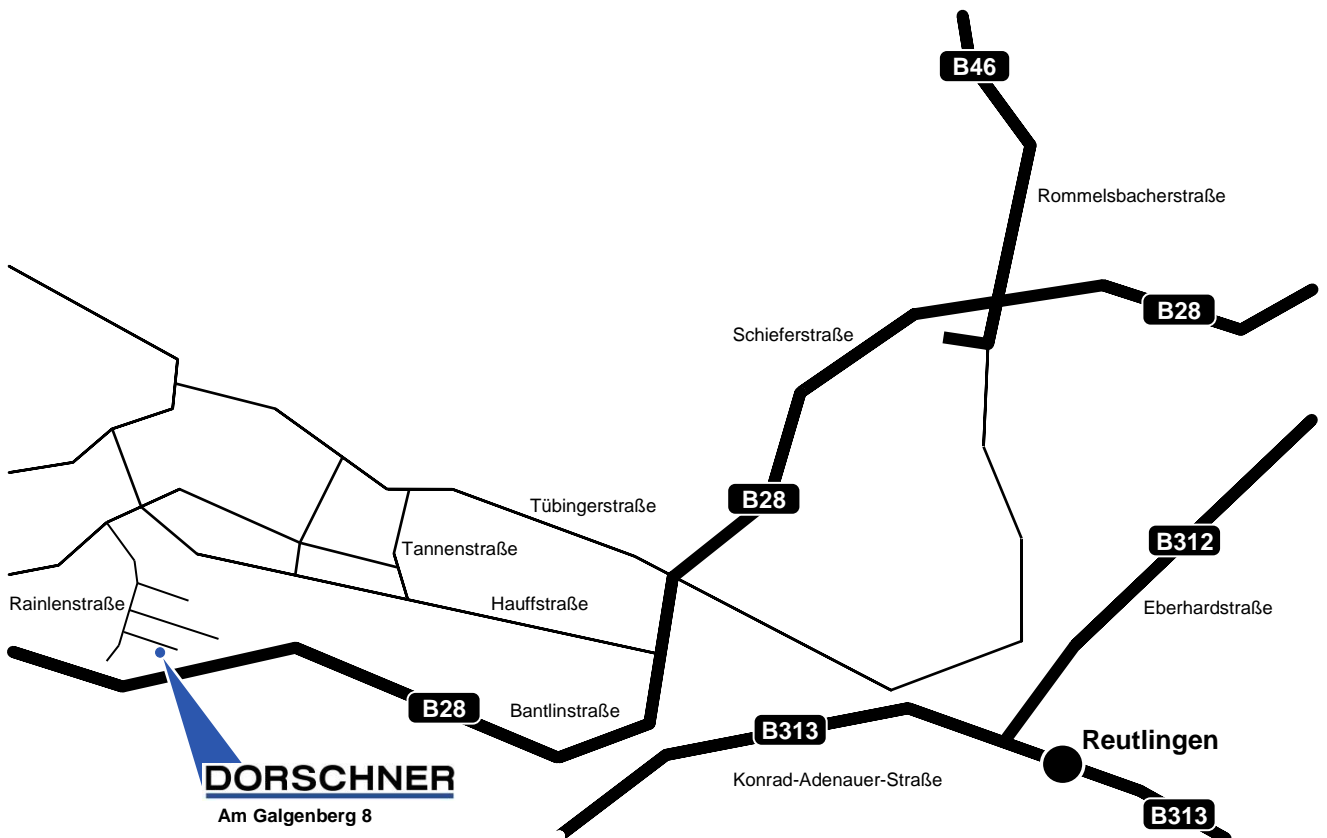 B46
Rommelsbacherstraße
B28
Schieferstraße
B28
Tübingerstraße
B312
Tannenstraße
Rainlenstraße
Hauffstraße
Eberhardstraße
B28
Bantlinstraße
B313
Reutlingen
Konrad-Adenauer-Straße
DORSCHNER
Am Galgenberg 8
B313